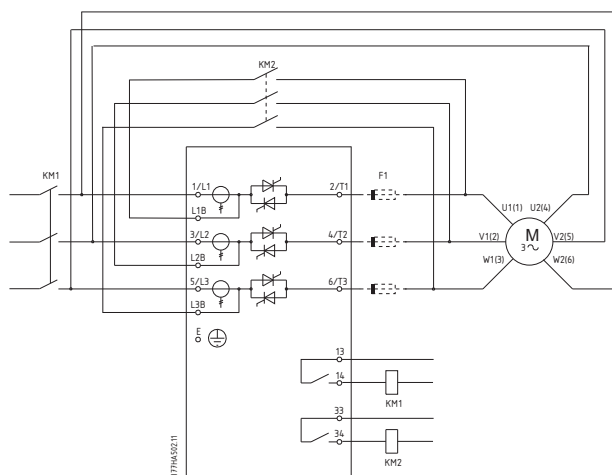 KM2
KM1
F1
1/L1
2/T1
L1B
3/L2
4/T2
L2B
5/L3
6/T3
L3B
E
U1(1) U2(4)
V1(2) M V2(5)
3~
W1(3) W2(6)
13
14
KM1
33
34
KM2
177HA502.11